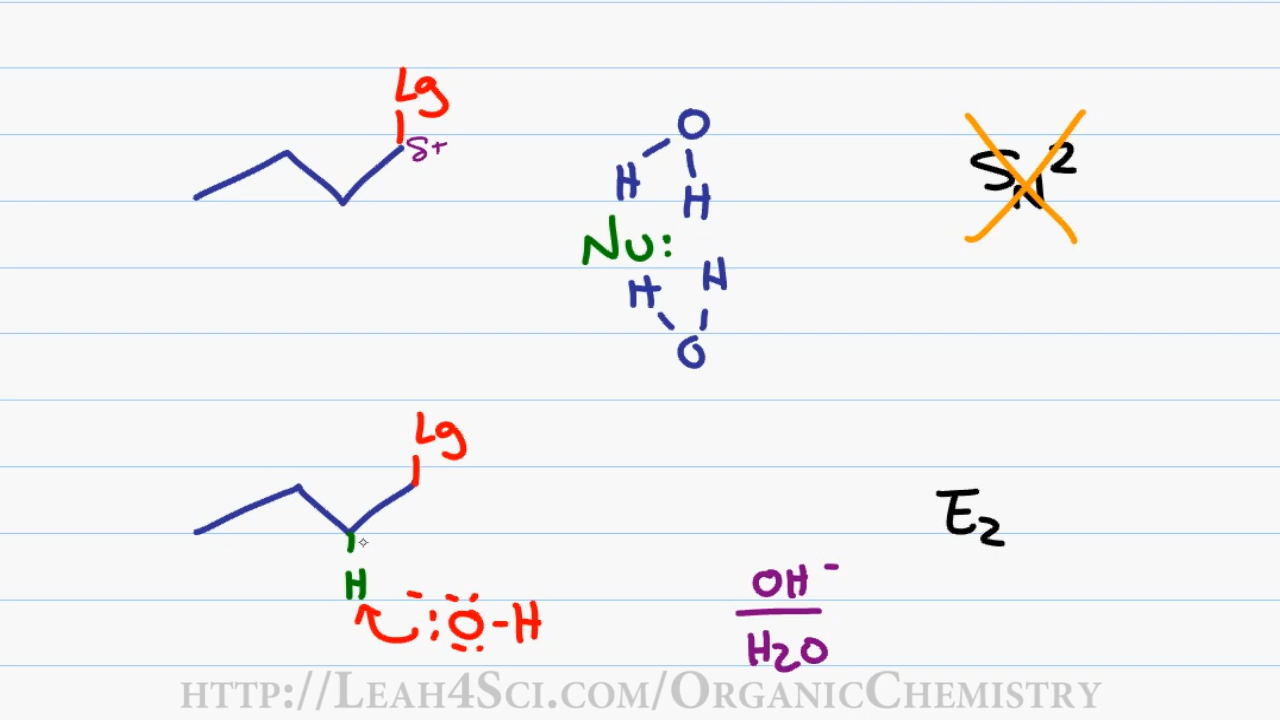 Lg
δ+
O
H
H
SN2
Nu:
H H
O
Lg
E2
H
:O-H
OH-
H2O
HTTP://LEAH4SCI.COM/ORGANICCHEMISTRY